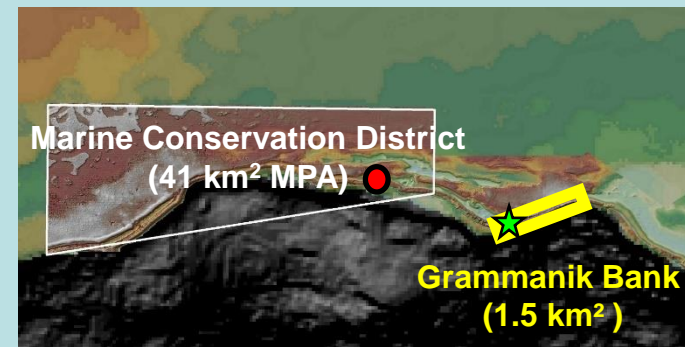 Marine Conservation District
(41 km² MPA)
Grammanik Bank
(1.5 km² )